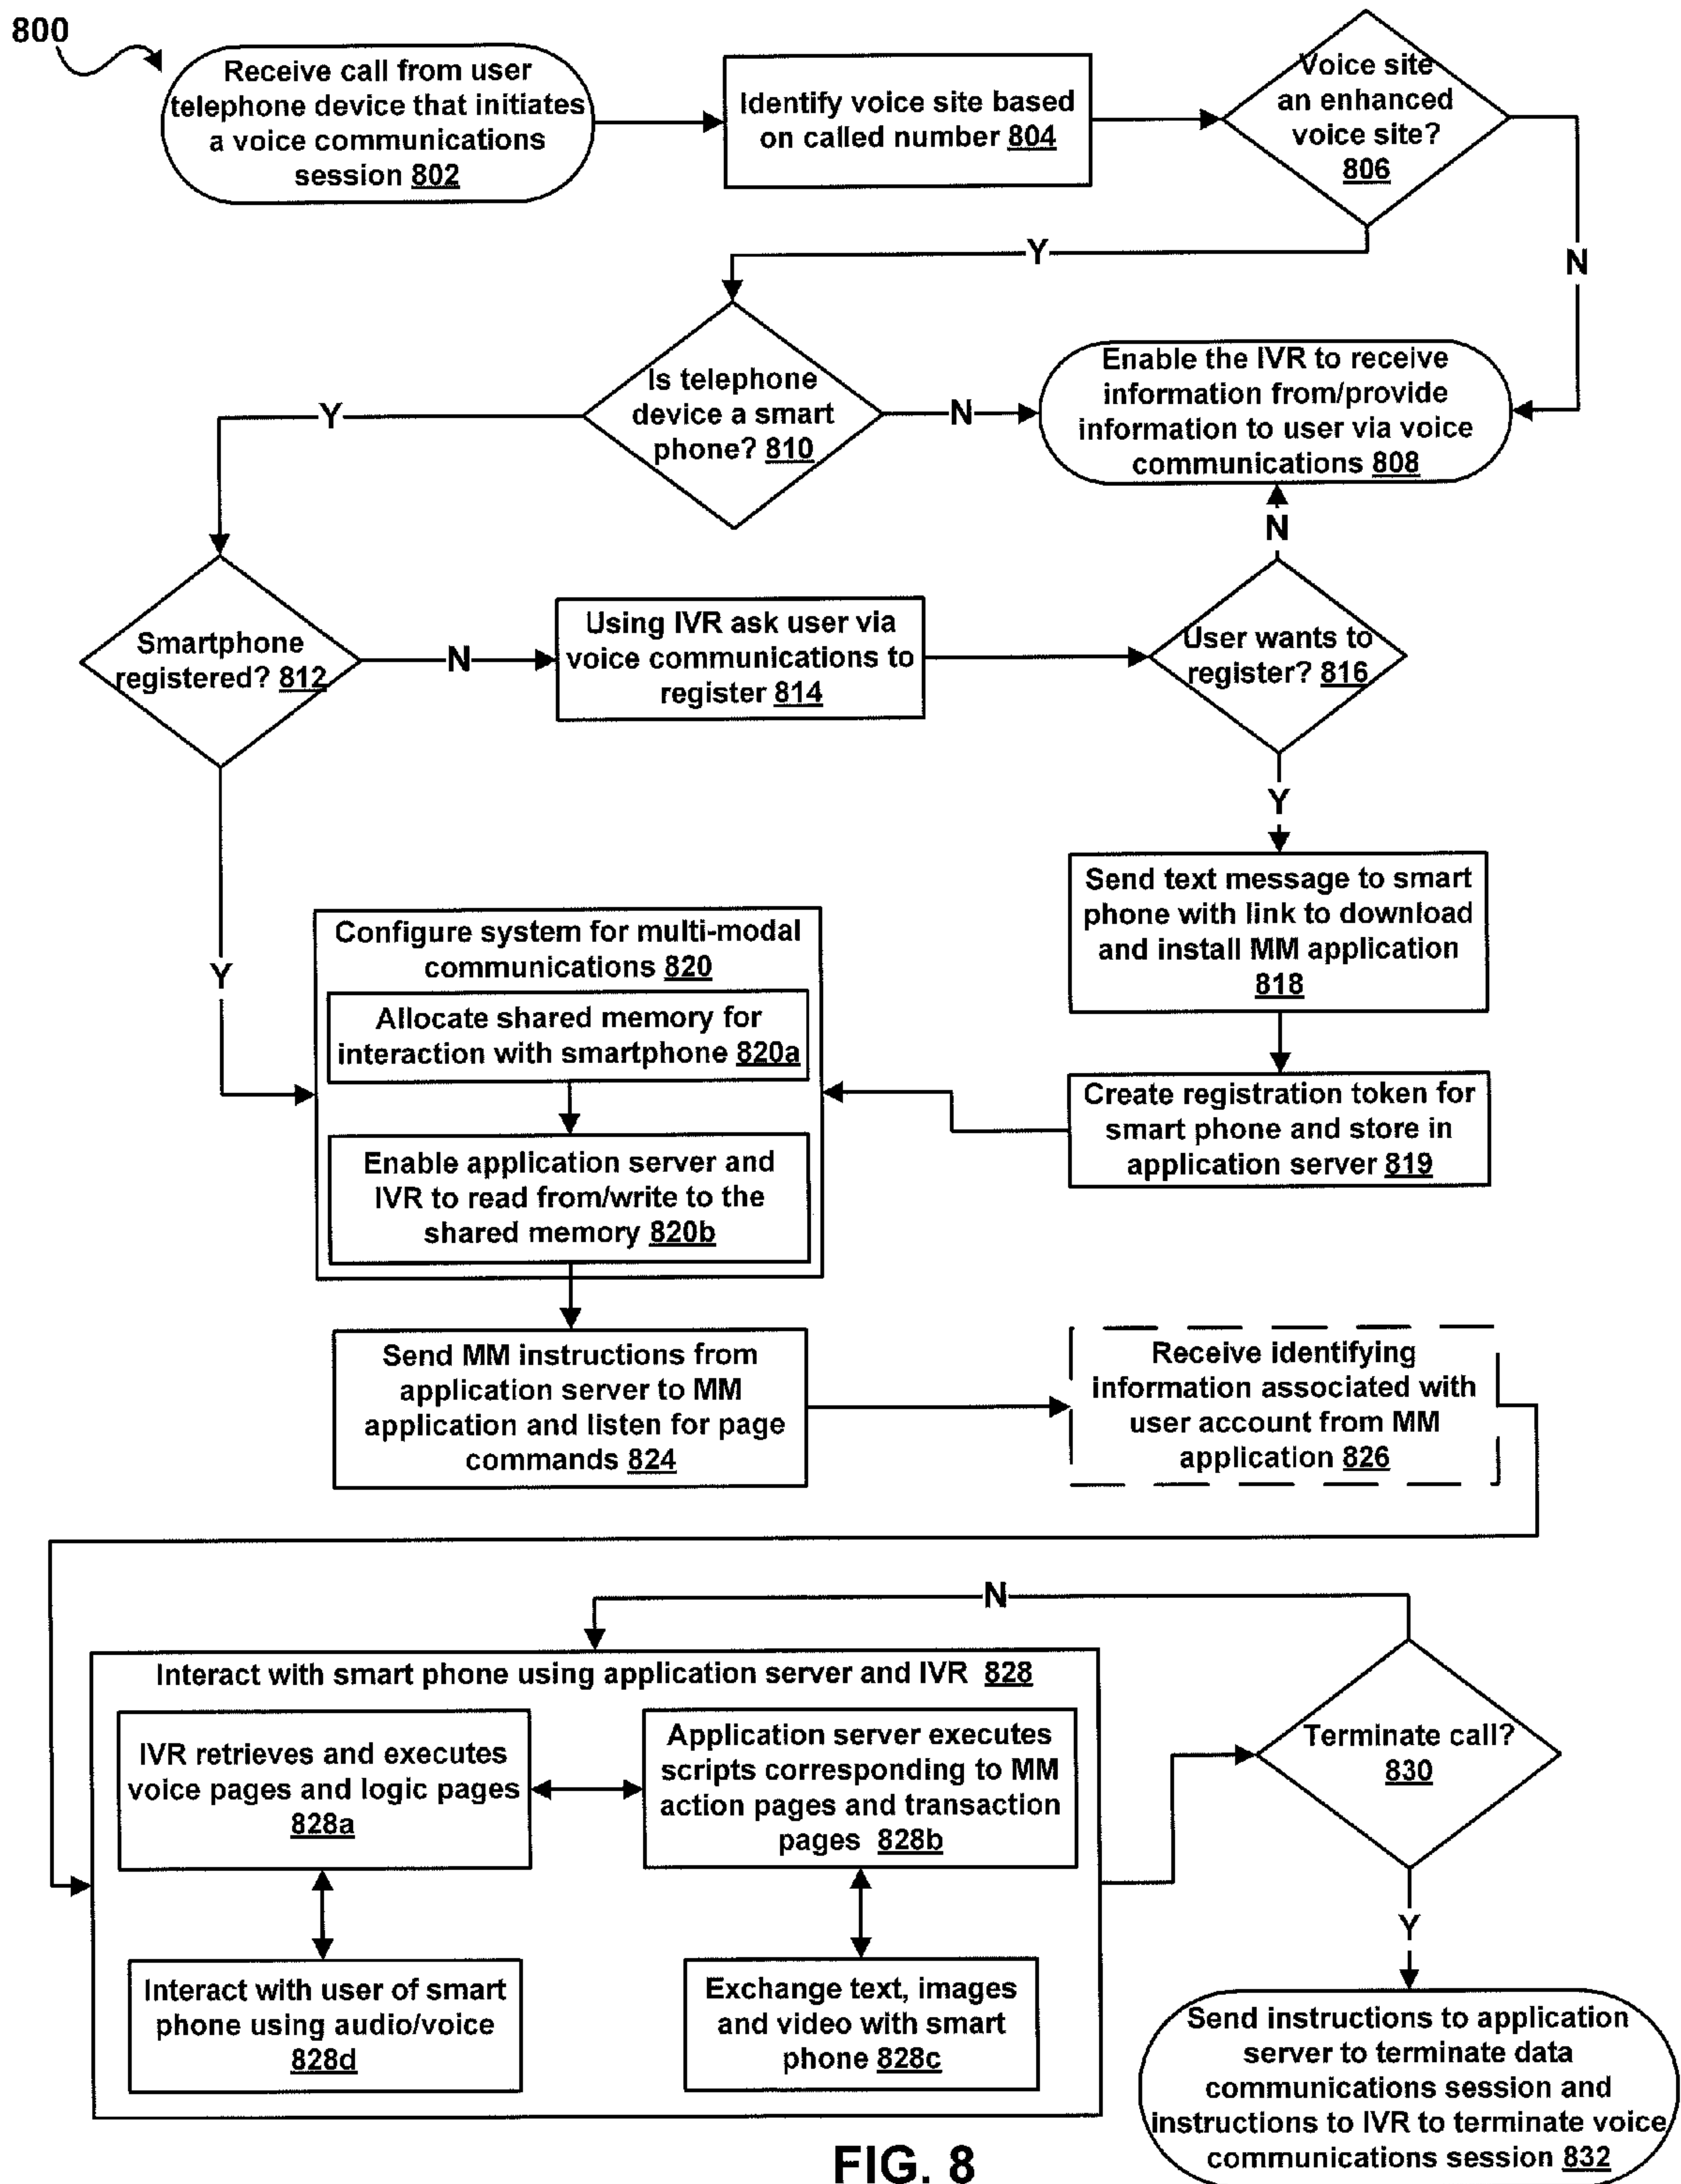 800
Receive call from user
telephone device that initiates
a voice communications
session 802
Identify voice site based
on called number 804
Voice site
an enhanced
voice site?
806
Y
N
Is telephone
device a smart
phone? 810
Y
N
Enable the IVR to receive
information from/provide
information to user via voice
communications 808
N
Smartphone
registered? 812
N
Using IVR ask user via
voice communications to
register 814
User wants to
register? 816
Y
Send text message to smart
phone with link to download
and install MM application
818
Y
Configure system for multi-modal
communications 820
Allocate shared memory for
interaction with smartphone 820a
Enable application server and
IVR to read from/write to the
shared memory 820b
Create registration token for
smart phone and store in
application server 819
Send MM instructions from
application server to MM
application and listen for page
commands 824
Receive identifying
information associated with
user account from MM
application 826
N
Interact with smart phone using application server and IVR 828
IVR retrieves and executes
voice pages and logic pages
828a
Application server executes
scripts corresponding to MM
action pages and transaction
pages 828b
Interact with user of smart
phone using audio/voice
828d
Exchange text, images
and video with smart
phone 828c
Terminate call?
830
Y
Send instructions to application
server to terminate data
communications session and
instructions to IVR to terminate voice
communications session 832
FIG. 8